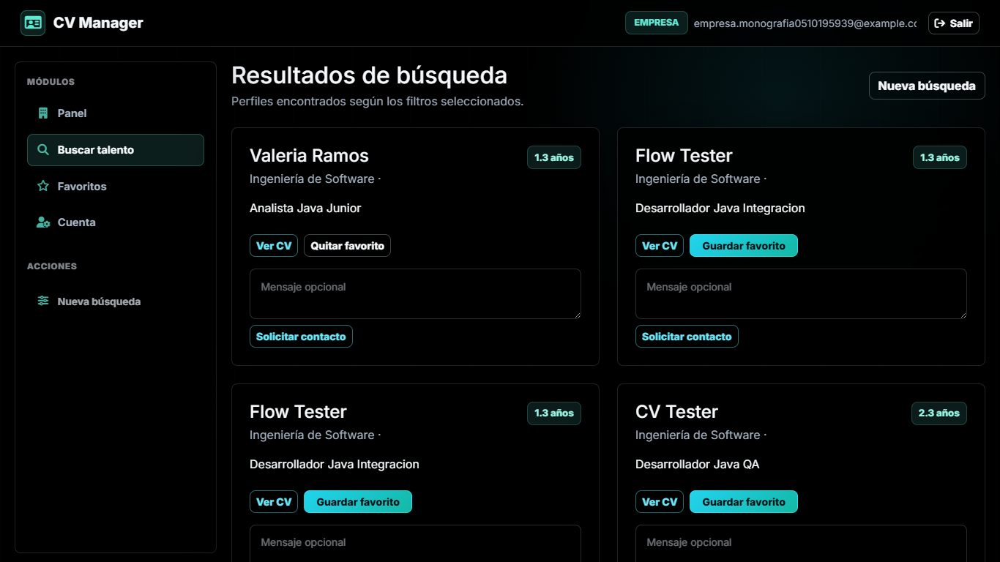 CV Manager
EMPRESA
empresa.monografia0510195939@example.cc
Salir
MÓDULOS
Panel
Buscar talento
Favoritos
Cuenta
ACCIONES
Nueva búsqueda
Resultados de búsqueda
Perfiles encontrados según los filtros seleccionados.
Nueva búsqueda
Valeria Ramos
1.3 años
Ingeniería de Software ·
Analista Java Junior
Ver CV
Quitar favorito
Mensaje opcional
Solicitar contacto
Flow Tester
1.3 años
Ingeniería de Software ·
Desarrollador Java Integracion
Ver CV
Guardar favorito
Mensaje opcional
Solicitar contacto
Flow Tester
1.3 años
Ingeniería de Software ·
Desarrollador Java Integracion
Ver CV
Guardar favorito
Mensaje opcional
CV Tester
2.3 años
Ingeniería de Software ·
Desarrollador Java QA
Ver CV
Guardar favorito
Mensaje opcional